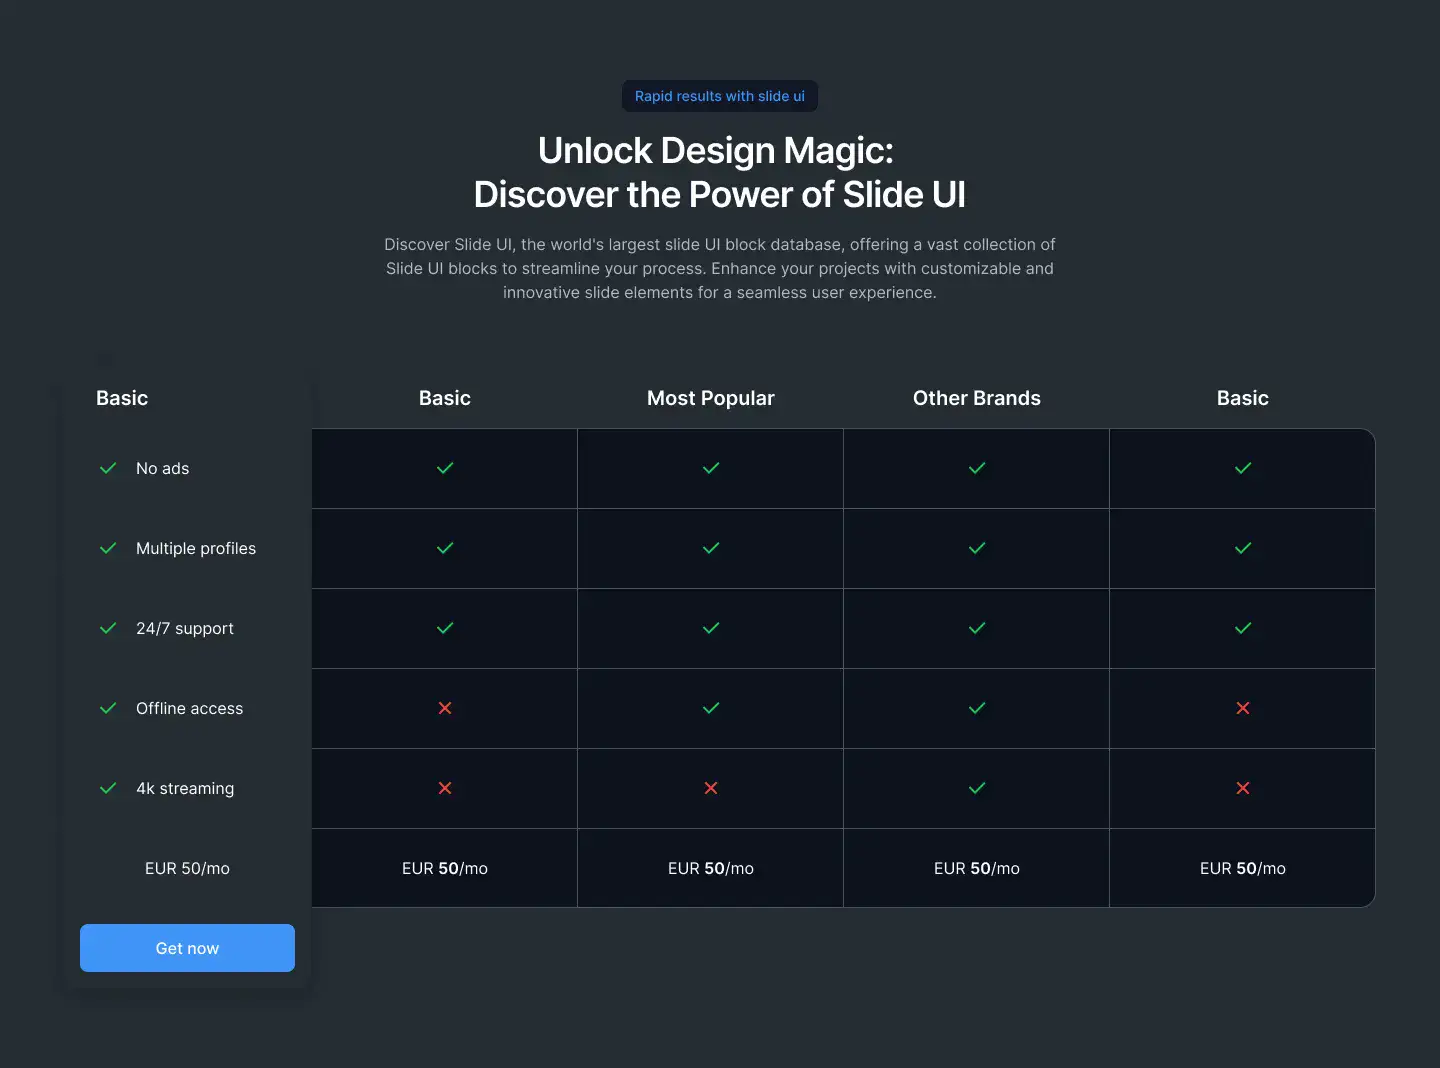 Rapid results with slide ui
Unlock Design Magic:
Discover the Power of Slide UI
Discover Slide UI, the world's largest slide UI block database, offering a vast collection of
Slide UI blocks to streamline your process. Enhance your projects with customizable and
innovative slide elements for a seamless user experience.
Basic Basic Most Popular Other Brands Basic
No ads
Multiple profiles
24/7 support
Offline access
4k streaming
EUR 50/mo EUR 50/mo EUR 50/mo EUR 50/mo EUR 50/mo
Get now